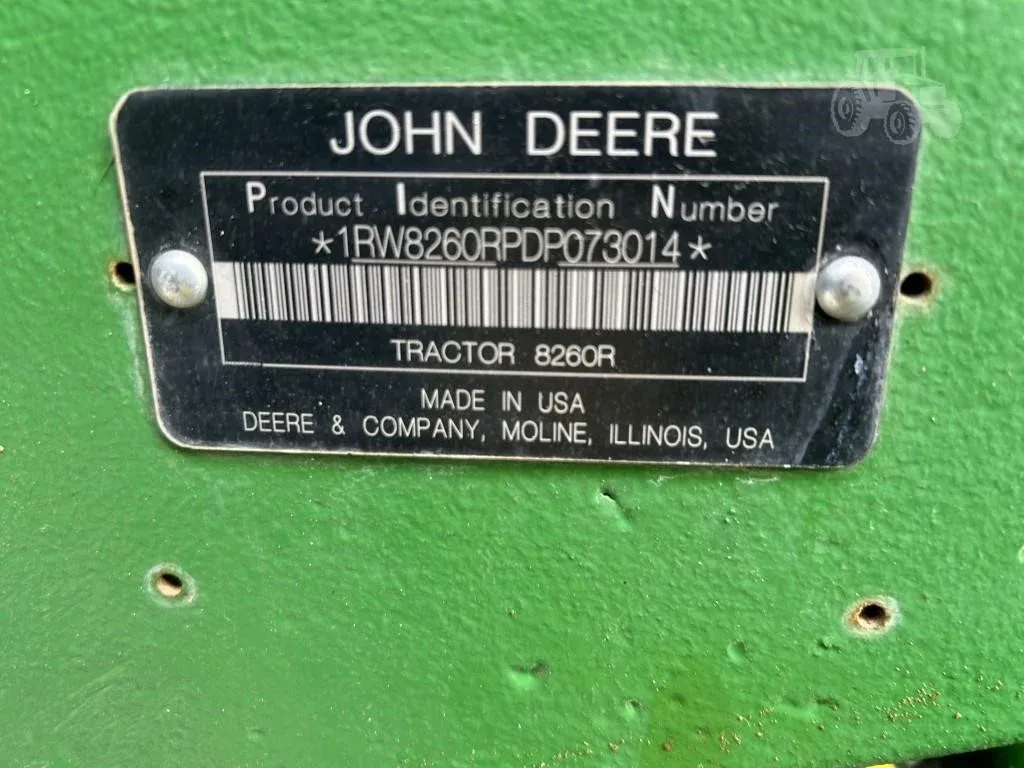 JOHN DEERE
Product Identification Number
*1RW8260RPDP073014*
TRACTOR 8260R
MADE IN USA
DEERE & COMPANY, MOLINE, ILLINOIS, USA